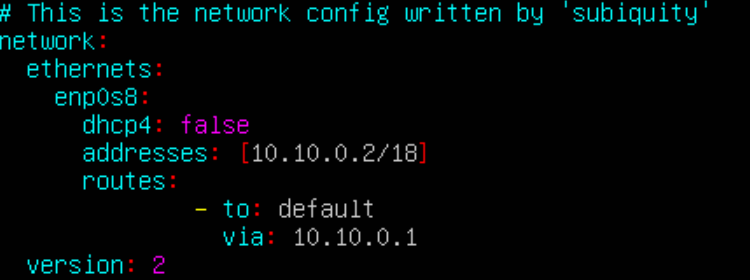 # This is the network config written by 'subiquity'
network:
  ethernets:
    enp0s8:
      dhcp4: false
      addresses: [10.10.0.2/18]
      routes:
              - to: default
                via: 10.10.0.1
  version: 2